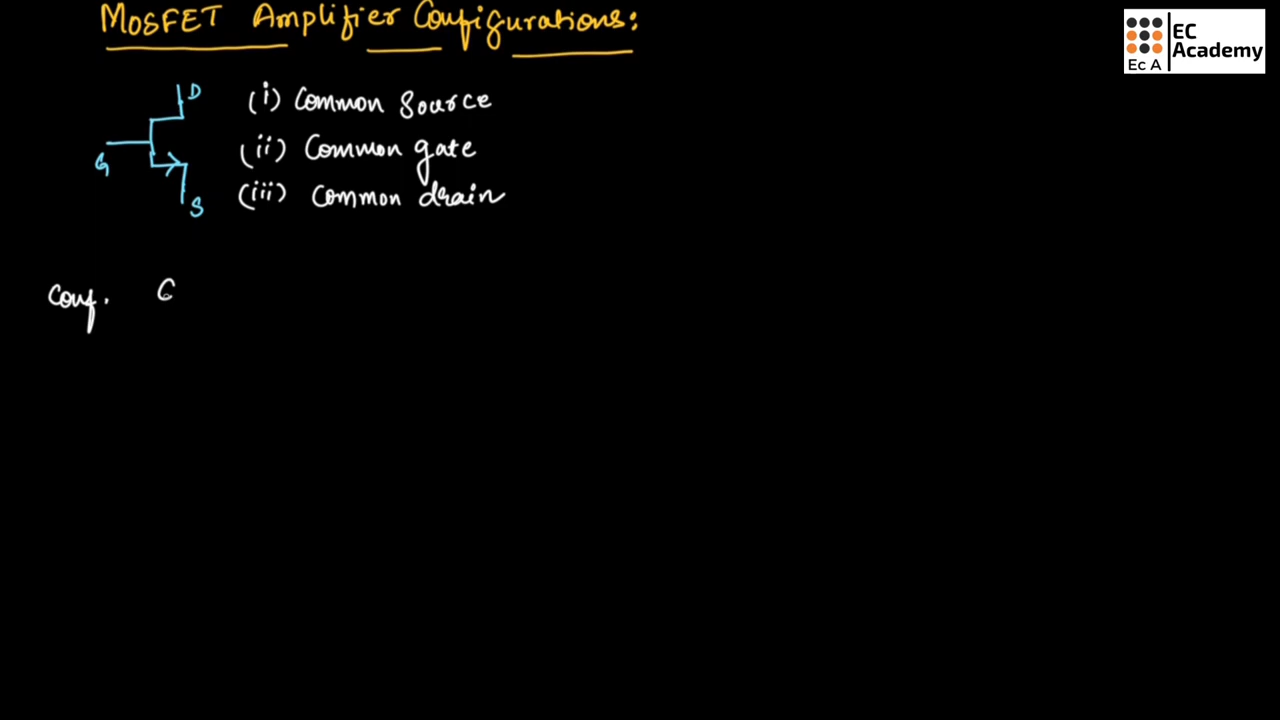 MOSFET Amplifier Configurations:
EC Academy
Ec A
D
(i) Common Source
G
(ii) Common gate
(iii) Common drain
S
Conf. G